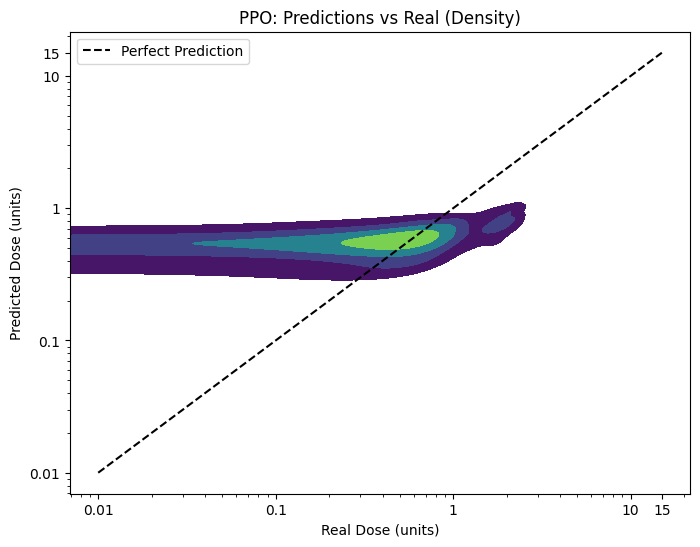 PPO: Predictions vs Real (Density)
Perfect Prediction
Predicted Dose (units)
15
10
1
0.1
0.01
0.01 0.1 1 10 15
Real Dose (units)